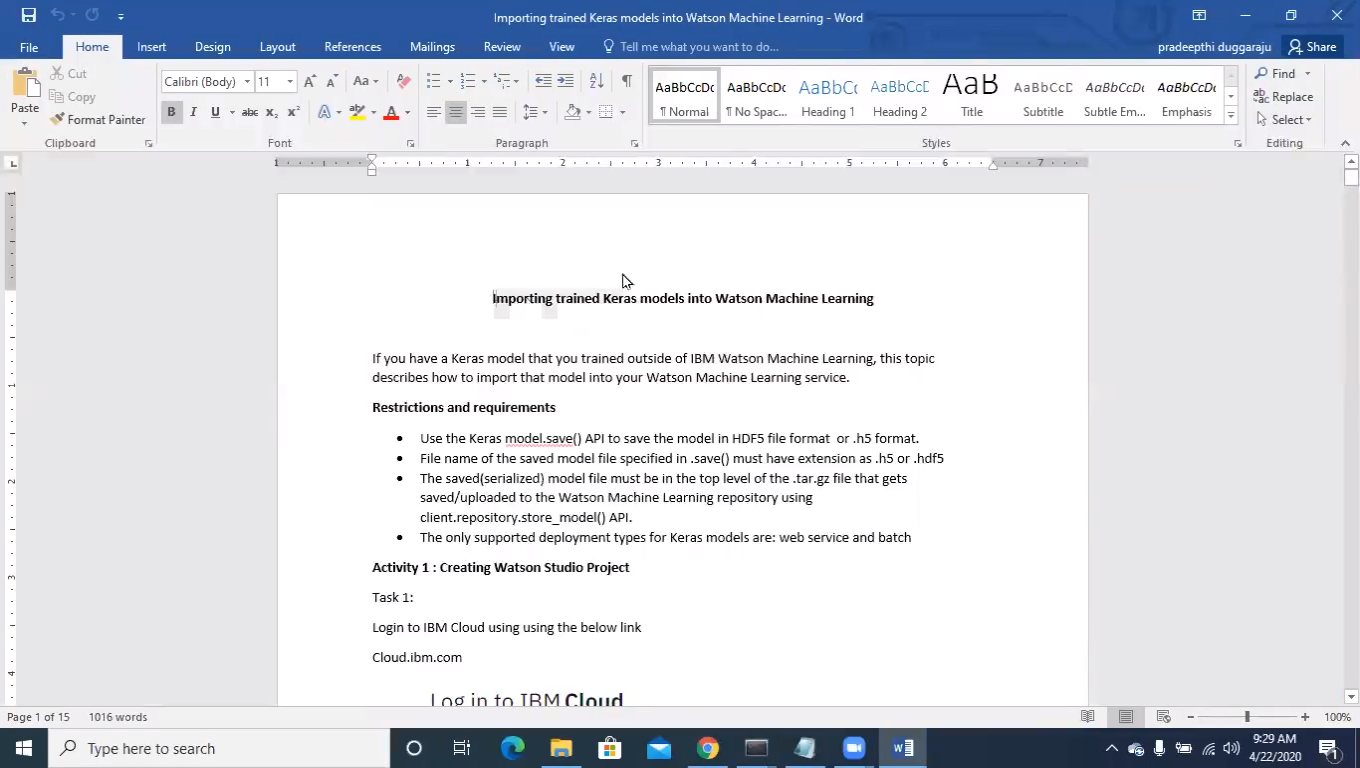 Importing trained Keras models into Watson Machine Learning - Word
File Home Insert Design Layout References Mailings Review View Tell me what you want to do... pradeepthi duggaraju Share
Paste
Cut
Copy
Format Painter
Calibri (Body) 11
AaBbCcDc AaBbCcDc AaBbCc AaBbCcD AaB AaBbCcD AaBbCcDc AaBbCcDc
¶ Normal ¶ No Spac... Heading 1 Heading 2 Title Subtitle Subtle Em... Emphasis
Find
Replace
Select
Clipboard Font Paragraph Styles Editing
1 1 2 3 4 5 6 7
Importing trained Keras models into Watson Machine Learning
If you have a Keras model that you trained outside of IBM Watson Machine Learning, this topic
describes how to import that model into your Watson Machine Learning service.
Restrictions and requirements
• Use the Keras model.save() API to save the model in HDF5 file format or .h5 format.
• File name of the saved model file specified in .save() must have extension as .h5 or .hdf5
• The saved(serialized) model file must be in the top level of the .tar.gz file that gets
saved/uploaded to the Watson Machine Learning repository using
client.repository.store_model() API.
• The only supported deployment types for Keras models are: web service and batch
Activity 1 : Creating Watson Studio Project
Task 1:
Login to IBM Cloud using using the below link
Cloud.ibm.com
Log in to IBM Cloud
Page 1 of 15 1016 words 100%
Type here to search
9:29 AM
4/22/2020